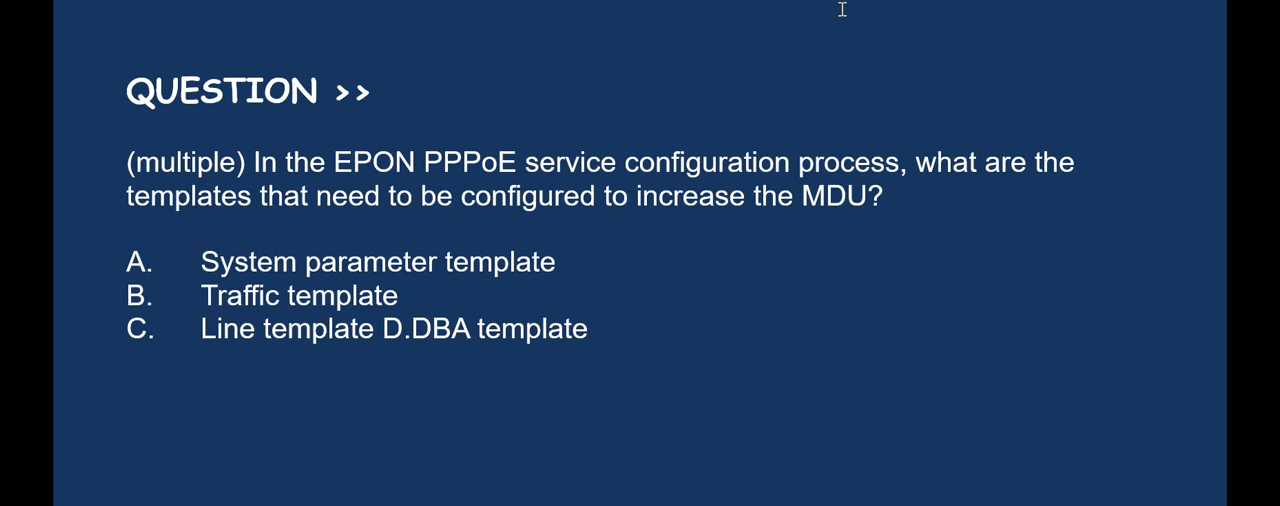 QUESTION >>
(multiple) In the EPON PPPoE service configuration process, what are the
templates that need to be configured to increase the MDU?
A. System parameter template
B. Traffic template
C. Line template D.DBA template